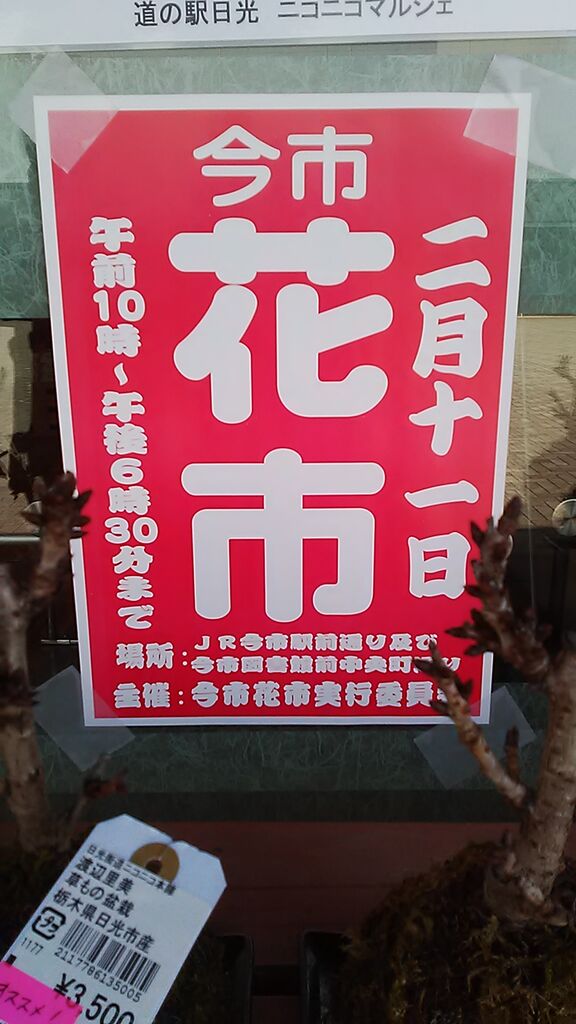 道の駅日光 ニコニコマルシェ
今市
花市
二月十一日
午前10時~午後6時30分まで
場所:JR今市駅前通り及び
今市図書館前中央町通り
主催:今市花市実行委員会
日光街道ニコニコ本陣
渡辺里美
草もの盆栽
栃木県日光市産
1177
2117786135005
¥3,500
オススメ!